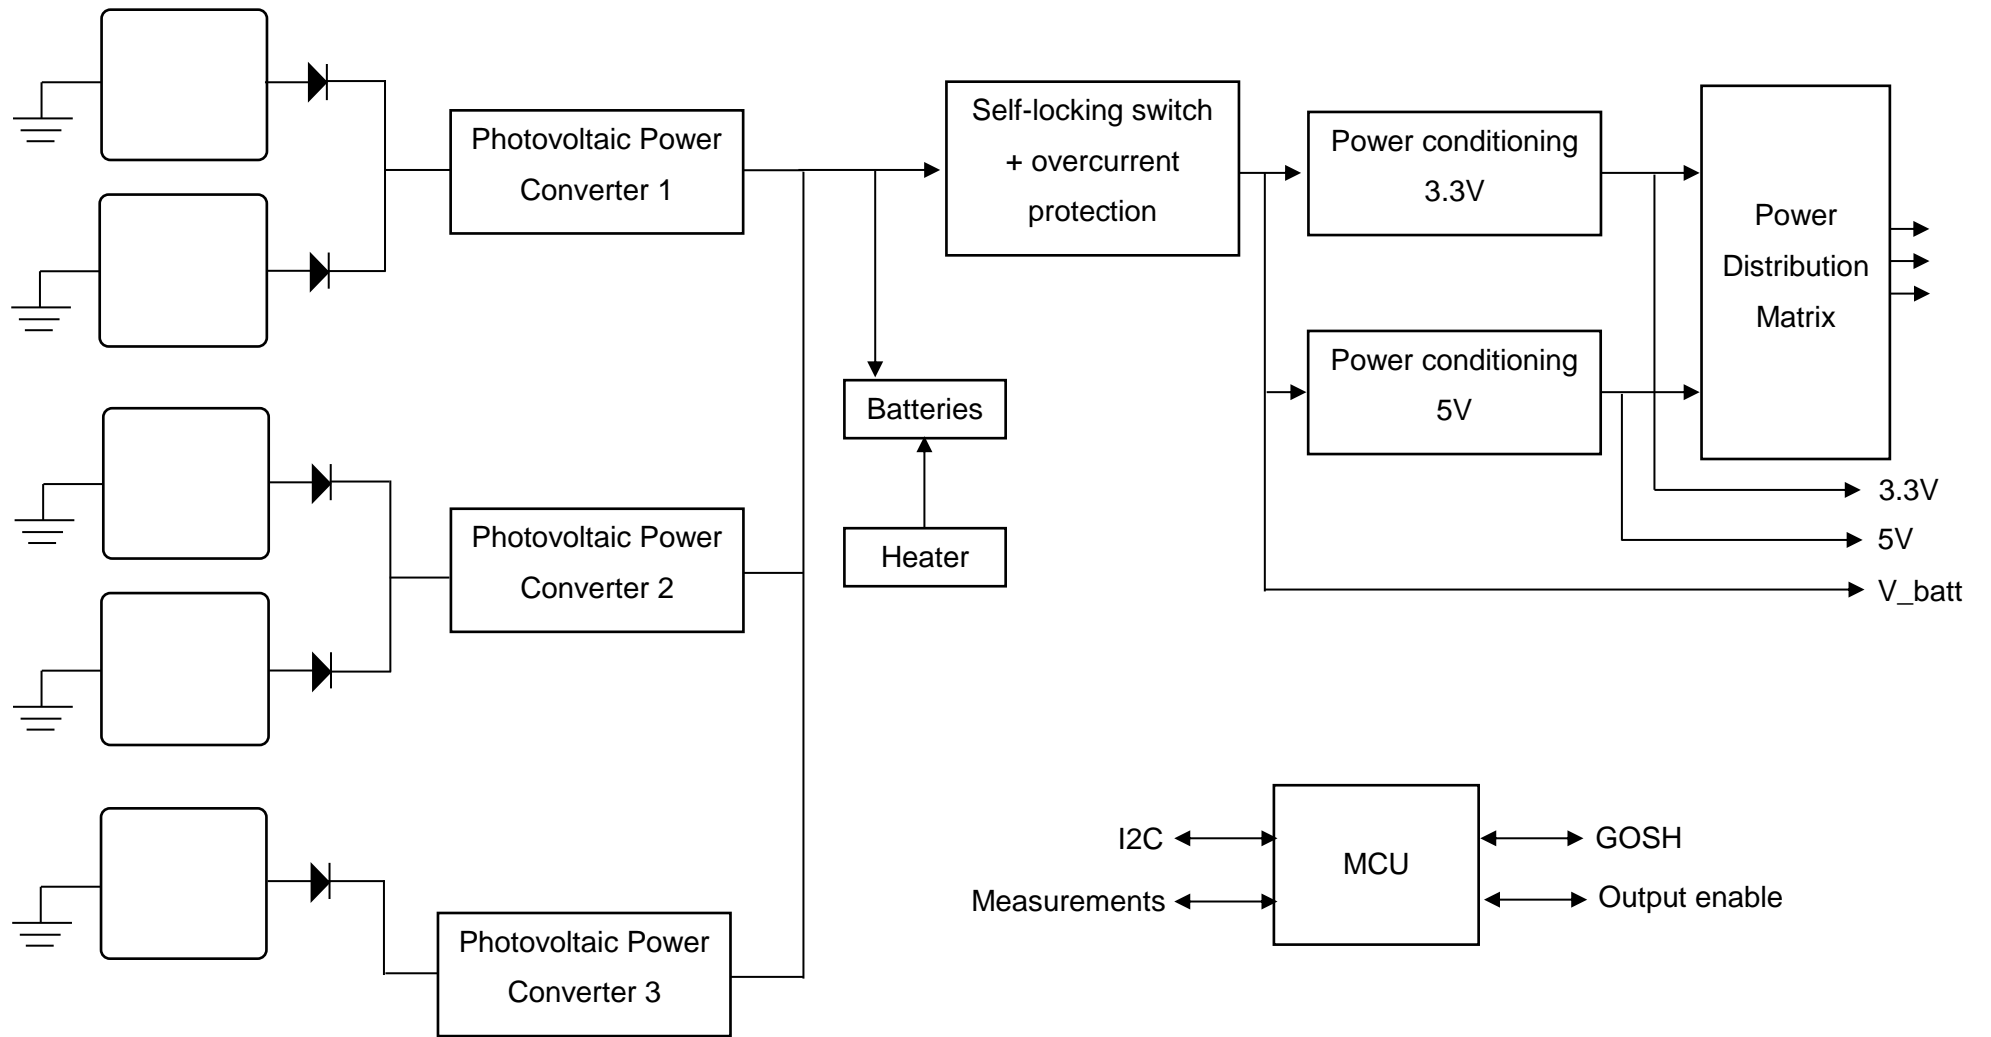 Photovoltaic Power
Converter 1
Self-locking switch
+ overcurrent
protection
Power conditioning
3.3V
Power
Distribution
Matrix
Power conditioning
5V
Batteries
Heater
3.3V
5V
V_batt
Photovoltaic Power
Converter 2
Photovoltaic Power
Converter 3
I2C
Measurements
MCU
GOSH
Output enable